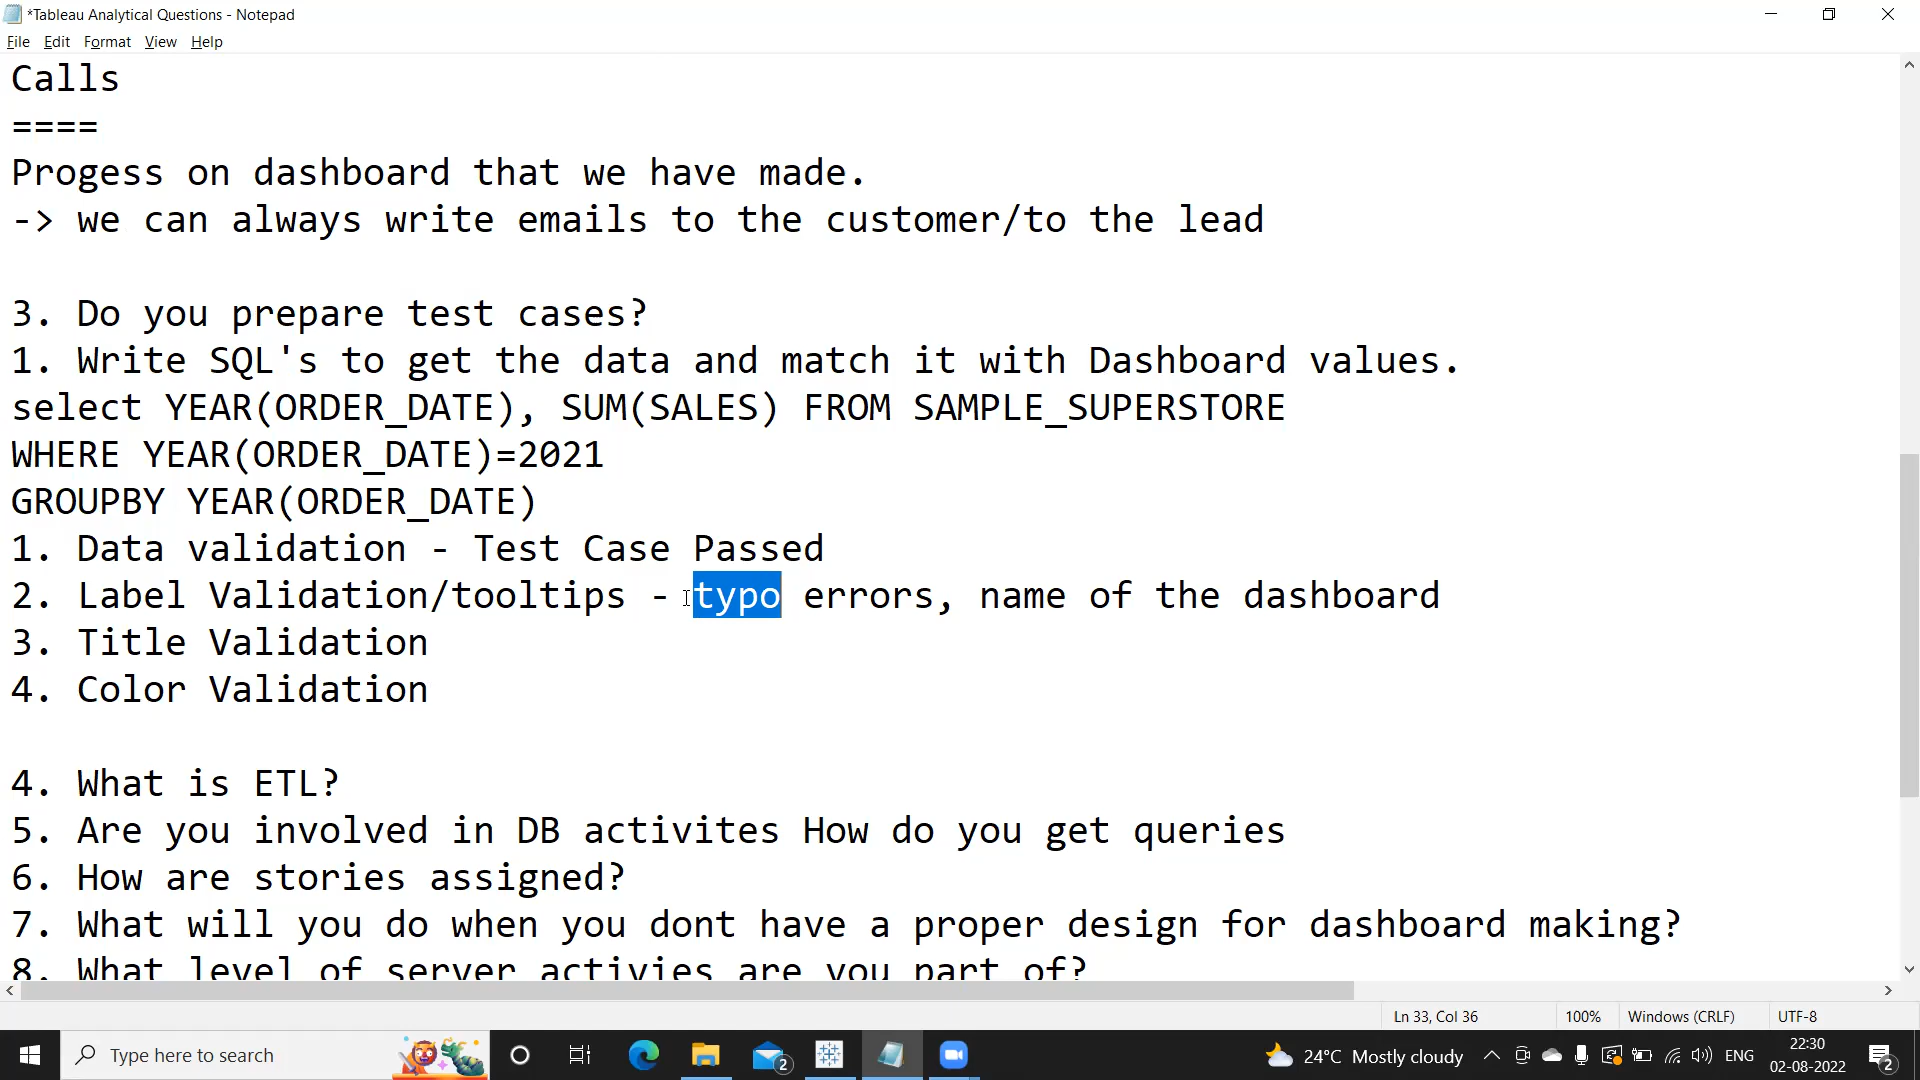 *Tableau Analytical Questions - Notepad
File Edit Format View Help
Calls
====
Progess on dashboard that we have made.
-> we can always write emails to the customer/to the lead
3. Do you prepare test cases?
1. Write SQL's to get the data and match it with Dashboard values.
select YEAR(ORDER_DATE), SUM(SALES) FROM SAMPLE_SUPERSTORE
WHERE YEAR(ORDER_DATE)=2021
GROUPBY YEAR(ORDER_DATE)
1. Data validation - Test Case Passed
2. Label Validation/tooltips - typo errors, name of the dashboard
3. Title Validation
4. Color Validation
4. What is ETL?
5. Are you involved in DB activites How do you get queries
6. How are stories assigned?
7. What will you do when you dont have a proper design for dashboard making?
8. What level of server activies are you part of?
Ln 33, Col 36 100% Windows (CRLF) UTF-8
Type here to search 2 24°C Mostly cloudy ENG 22:30 2
02-08-2022